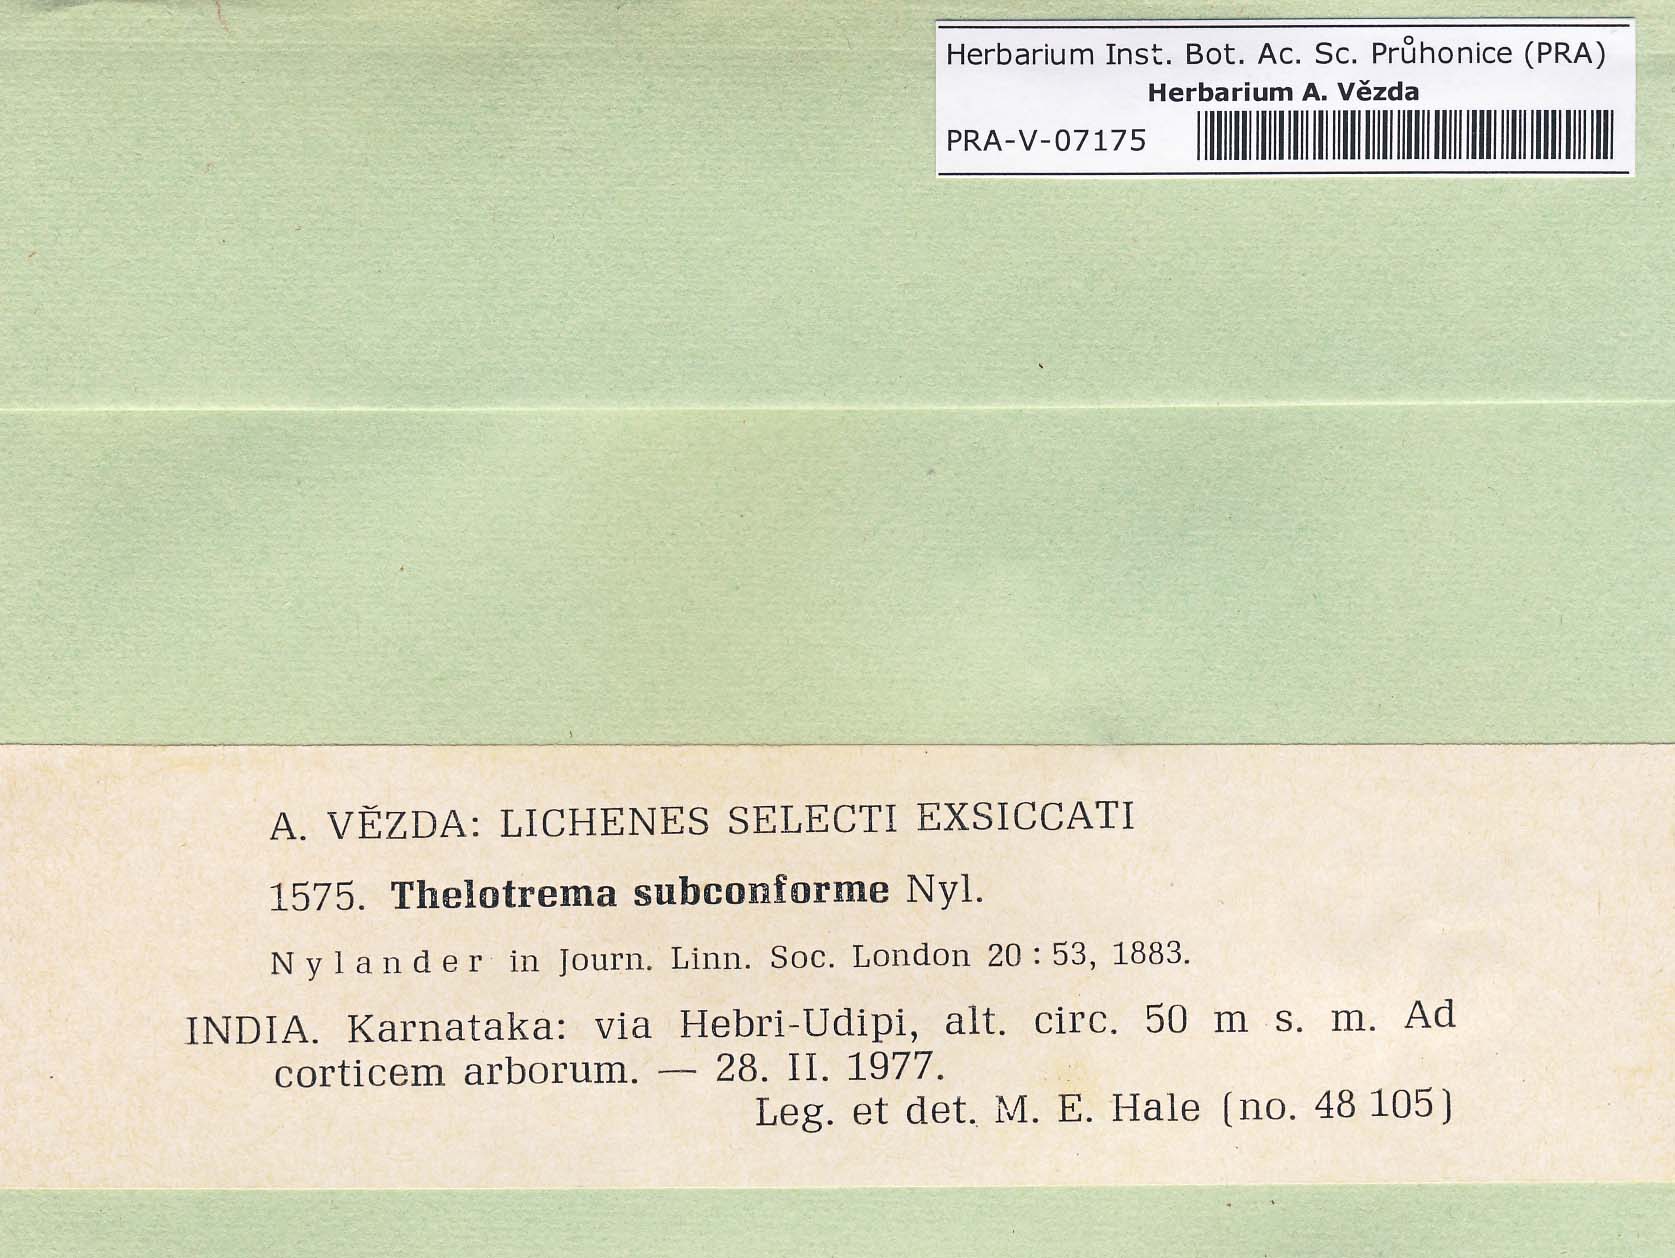 Herbarium Inst. Bot. Ac. Sc. Průhonice (PRA)
Herbarium A. Vězda
PRA-V-07175
A. VĚZDA: LICHENES SELECTI EXSICCATI
1575. Thelotrema subconforme Nyl.
Nylander in Journ. Linn. Soc. London 20 : 53, 1883.
INDIA. Karnataka: via Hebri-Udipi, alt. circ. 50 m s. m. Ad
corticem arborum. — 28. II. 1977.
Leg. et det. M. E. Hale (no. 48 105)